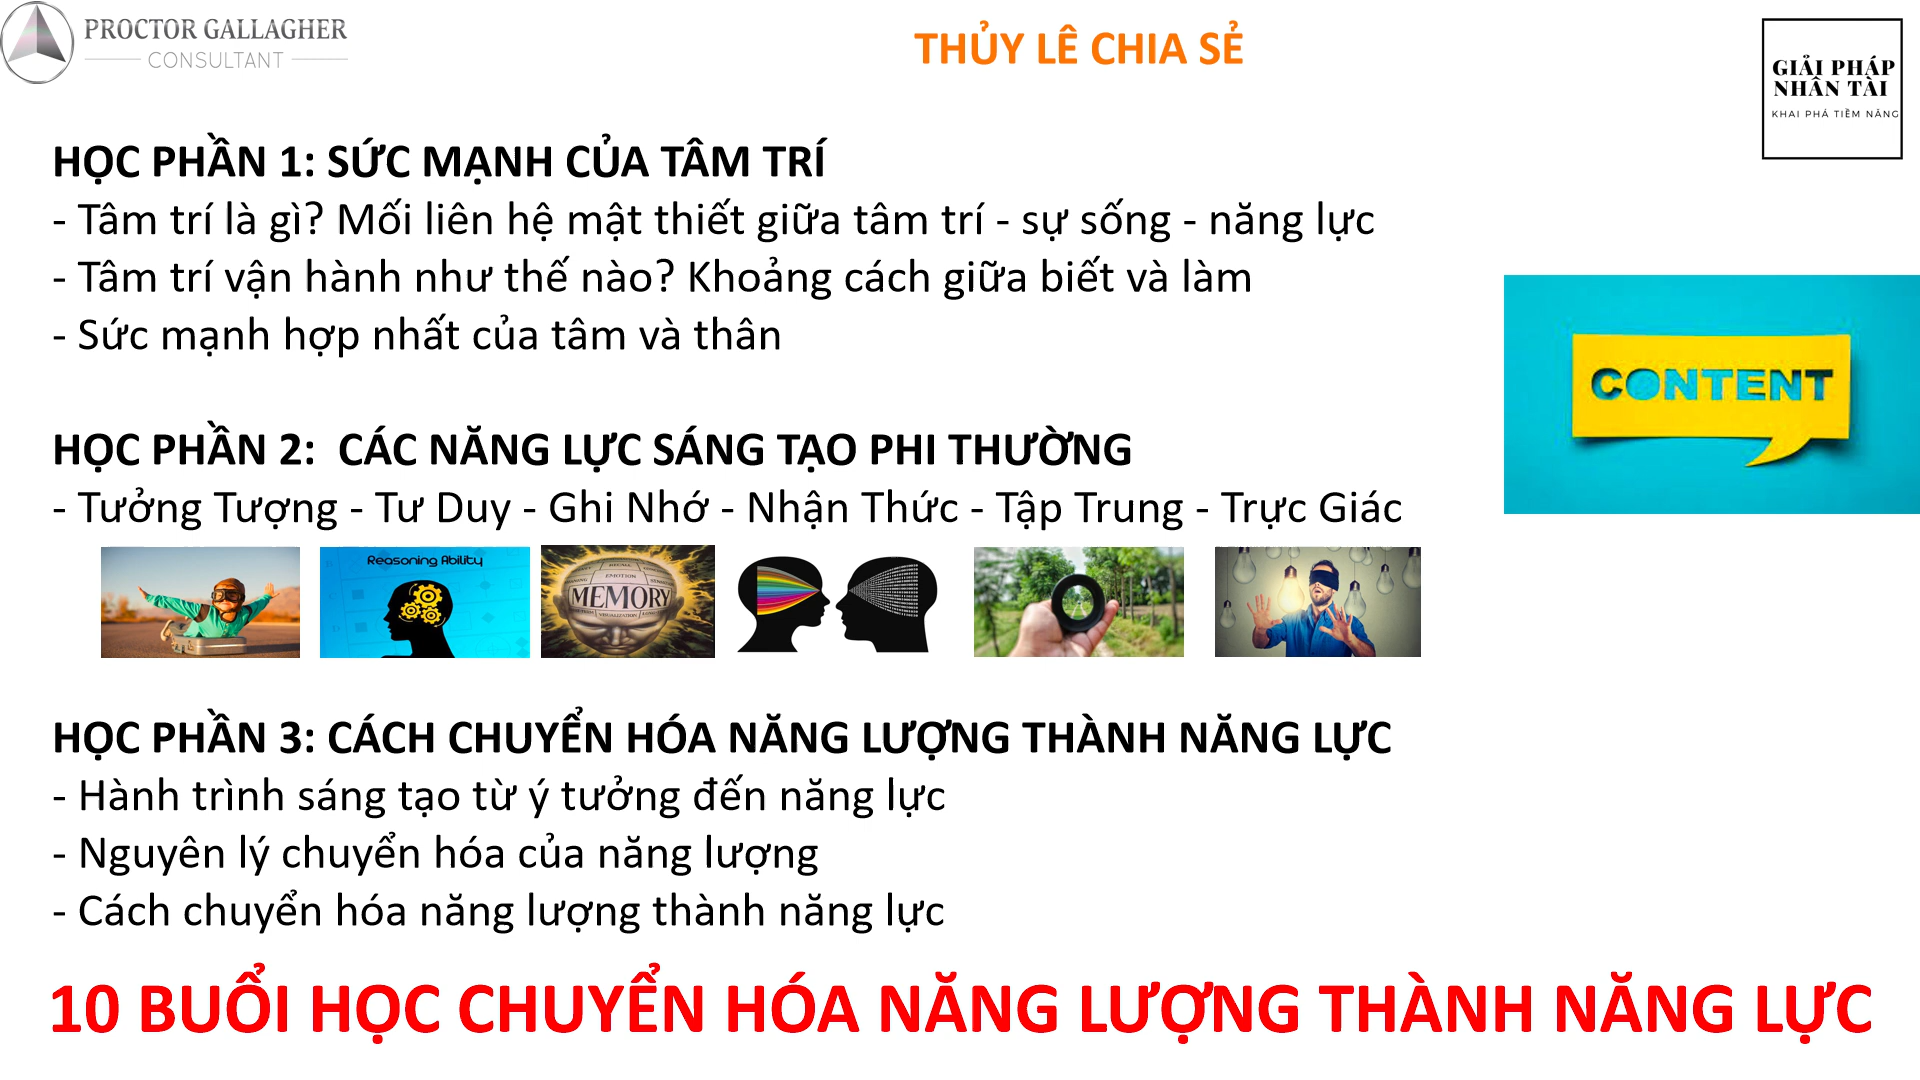 PROCTOR GALLAGHER
CONSULTANT
THỦY LÊ CHIA SẺ
GIẢI PHÁP
NHÂN TÀI
KHAI PHÁ TIỀM NĂNG
HỌC PHẦN 1: SỨC MẠNH CỦA TÂM TRÍ
- Tâm trí là gì? Mối liên hệ mật thiết giữa tâm trí - sự sống - năng lực
- Tâm trí vận hành như thế nào? Khoảng cách giữa biết và làm
- Sức mạnh hợp nhất của tâm và thân
CONTENT
HỌC PHẦN 2: CÁC NĂNG LỰC SÁNG TẠO PHI THƯỜNG
- Tưởng Tượng - Tư Duy - Ghi Nhớ - Nhận Thức - Tập Trung - Trực Giác
Reasoning Ability
RECALL
EMOTION
MEMORY
VISUALIZATION
HỌC PHẦN 3: CÁCH CHUYỂN HÓA NĂNG LƯỢNG THÀNH NĂNG LỰC
- Hành trình sáng tạo từ ý tưởng đến năng lực
- Nguyên lý chuyển hóa của năng lượng
- Cách chuyển hóa năng lượng thành năng lực
10 BUỔI HỌC CHUYỂN HÓA NĂNG LƯỢNG THÀNH NĂNG LỰC